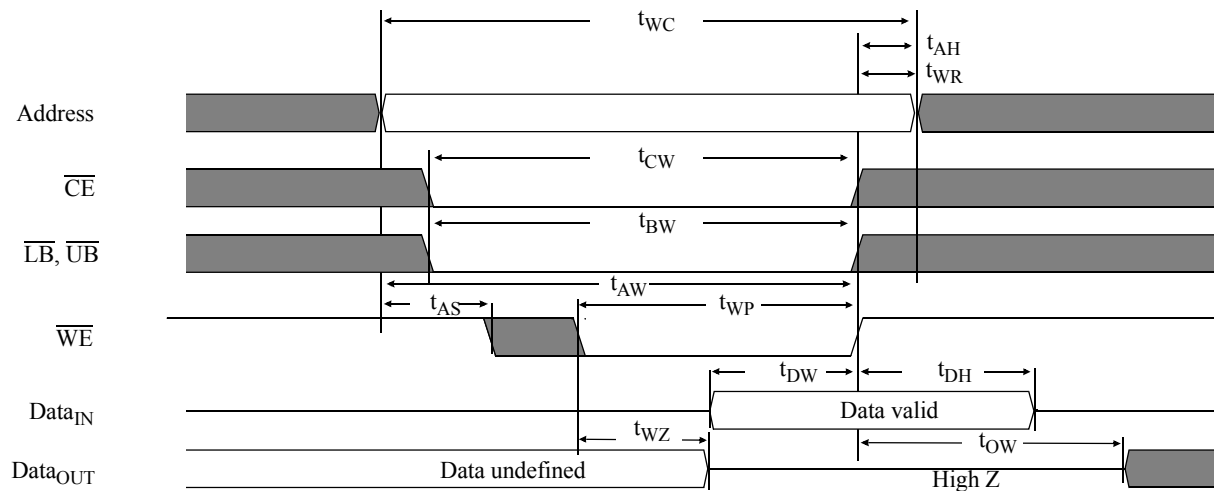 tWC
tAH
tWR
Address
tCW
CE
tBW
LB, UB
tAW
tAS
tWP
WE
tDW
tDH
DataIN
Data valid
tWZ
tOW
DataOUT
Data undefined
High Z